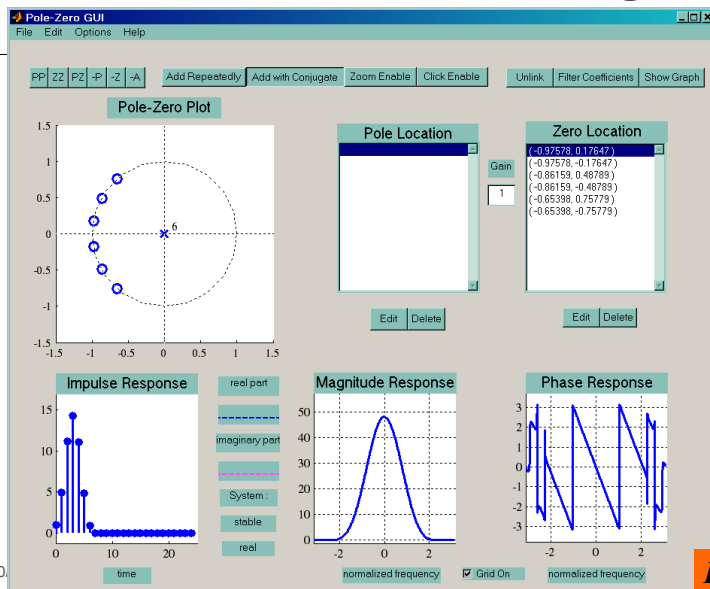 Pole-Zero GUI
File Edit Options Help
PP ZZ PZ -P -Z -A Add Repeatedly Add with Conjugate Zoom Enable Click Enable Unlink Filter Coefficients Show Graph
Pole-Zero Plot
1.5
1
0.5
0
-0.5
-1
-1.5
-1.5 -1 -0.5 0 0.5 1 1.5
6
Pole Location
Gain
1
Edit Delete
Zero Location
(-0.97578, 0.17647)
(-0.97578, -0.17647)
(-0.86159, 0.48789)
(-0.86159, -0.48789)
(-0.65398, 0.75779)
(-0.65398, -0.75779)
Edit Delete
Impulse Response
15
10
5
0
0 10 20
time
real part
imaginary part
System :
stable
real
Magnitude Response
50
40
30
20
10
0
-2 0 2
normalized frequency
Grid On
Phase Response
3
2
1
0
-1
-2
-3
-2 0 2
normalized frequency